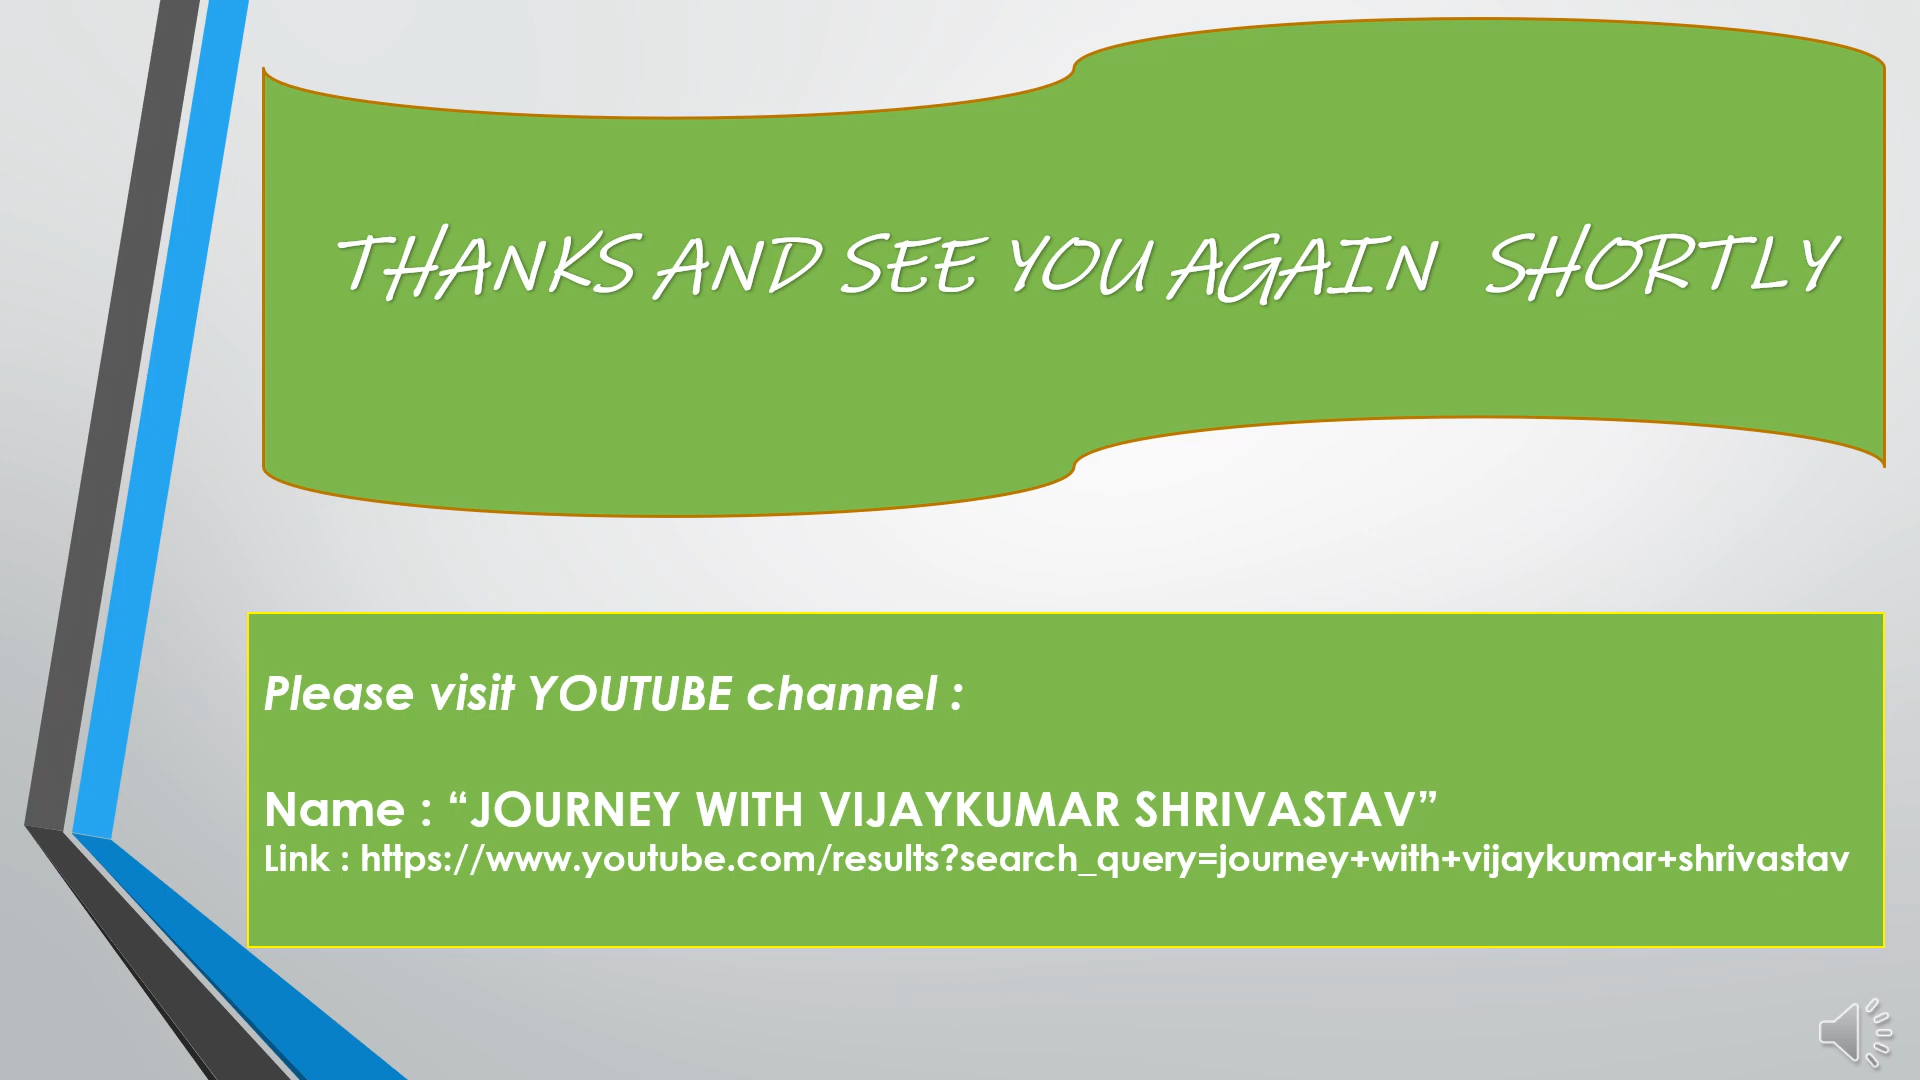 THANKS AND SEE YOU AGAIN SHORTLY
Please visit YOUTUBE channel :
Name : “JOURNEY WITH VIJAYKUMAR SHRIVASTAV”
Link : https://www.youtube.com/results?search_query=journey+with+vijaykumar+shrivastav